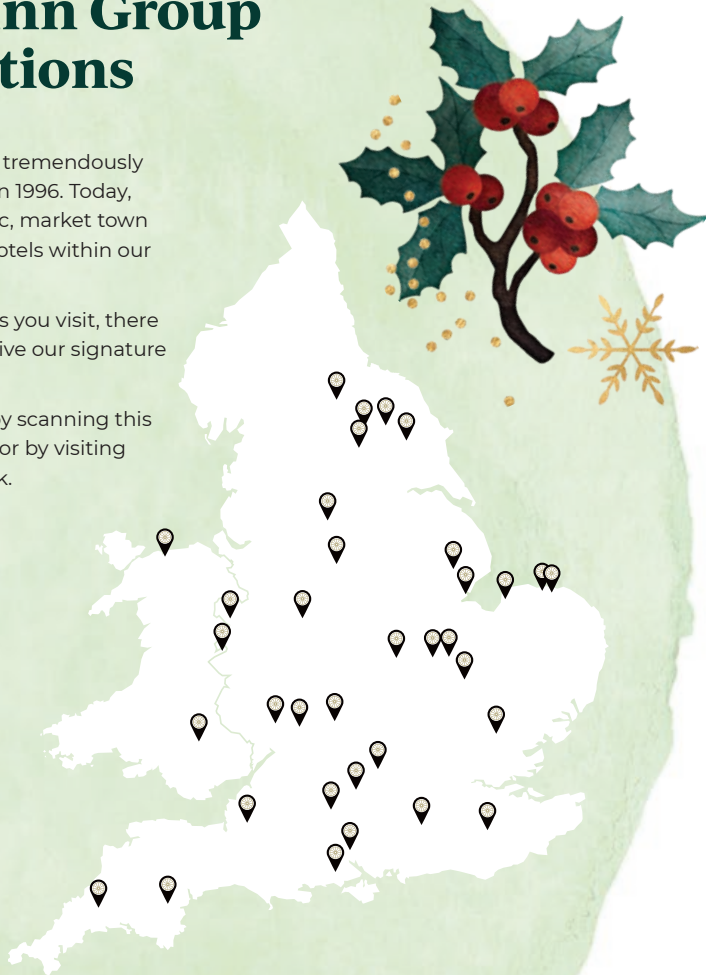 nn Group
tions
tremendously
n 1996. Today,
c, market town
otels within our
s you visit, there
ive our signature
y scanning this
or by visiting
k.